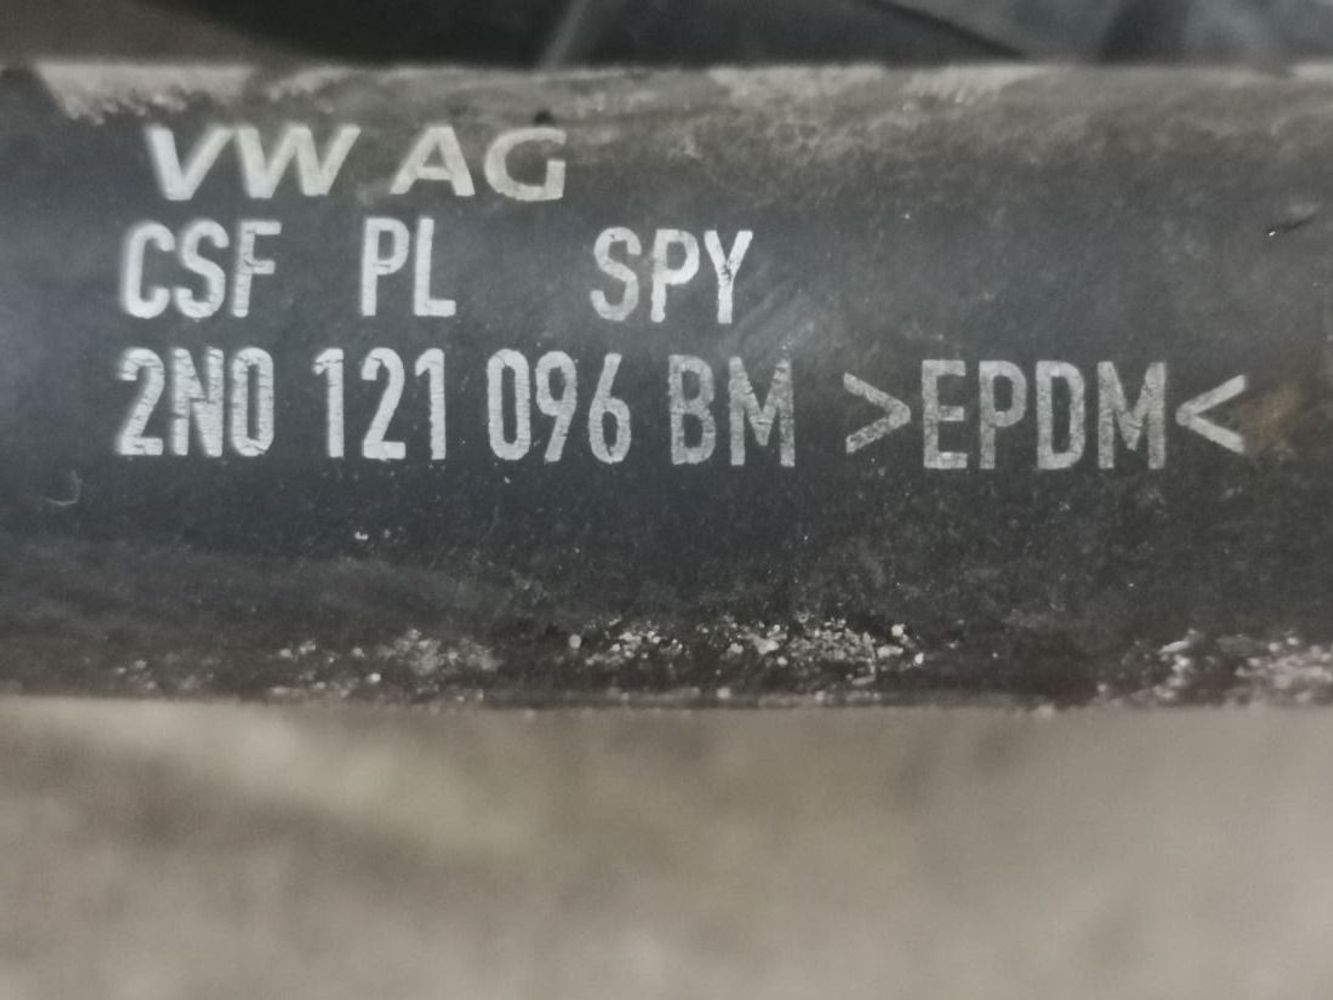 VW AG
CSF PL SPY
2N0 121 096 BM >EPDM<